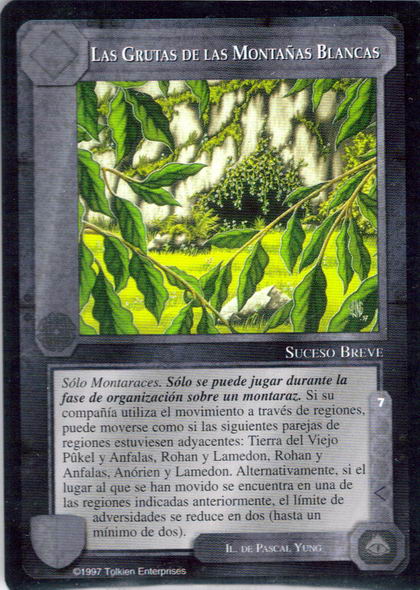 Las Grutas de las Montañas Blancas
Suceso Breve
Sólo Montaraces. Sólo se puede jugar durante la
fase de organización sobre un montaraz. Si su
compañía utiliza el movimiento a través de regiones,
puede moverse como si las siguientes parejas de
regiones estuviesen adyacentes: Tierra del Viejo
Pûkel y Anfalas, Rohan y Lamedon, Rohan y
Anfalas, Anórien y Lamedon. Alternativamente, si el
lugar al que se han movido se encuentra en una de
las regiones indicadas anteriormente, el límite de
adversidades se reduce en dos (hasta un
mínimo de dos).
7
Il. de Pascal Yung
©1997 Tolkien Enterprises